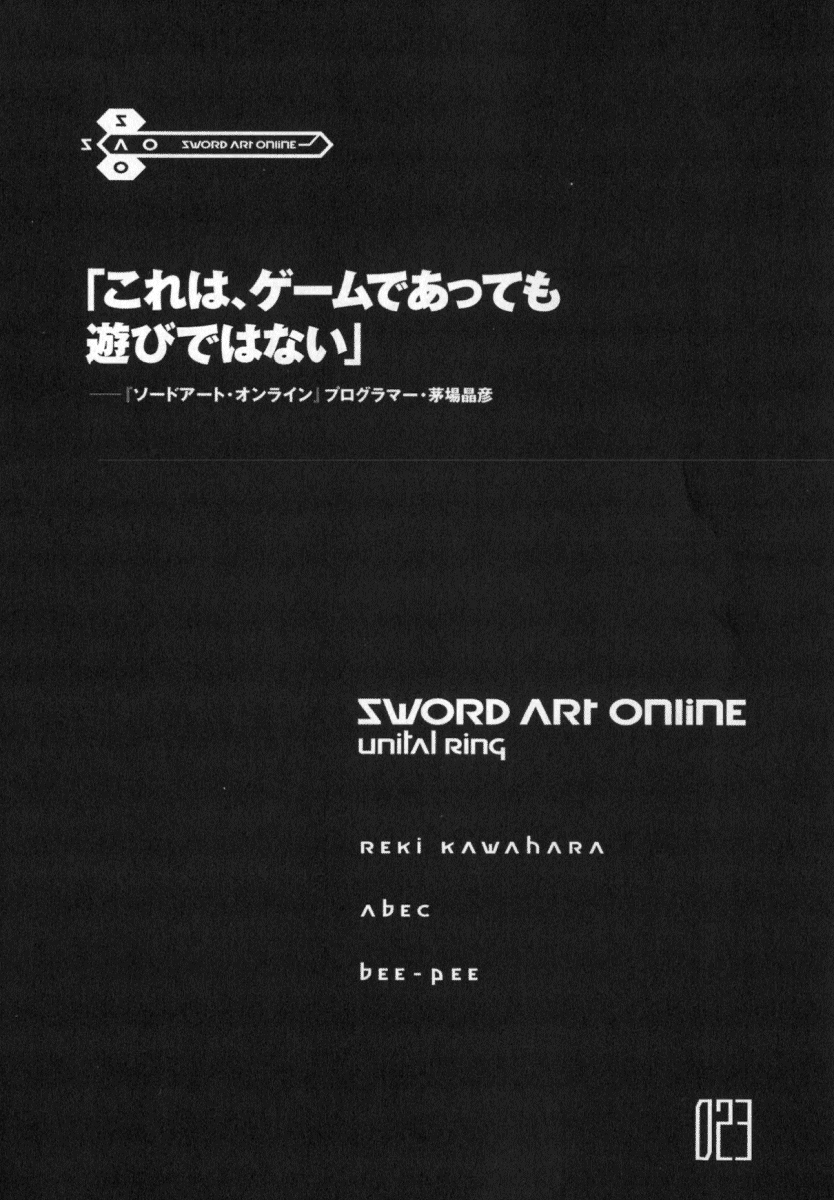 S
SAO SWORD ART ONLINE
O
「これは、ゲームであっても
遊びではない」
――『ソードアート・オンライン』プログラマー・茅場晶彦
SWORD ART ONLINE
unital ring
REKI KAWAHARA
abec
bee-pee
023